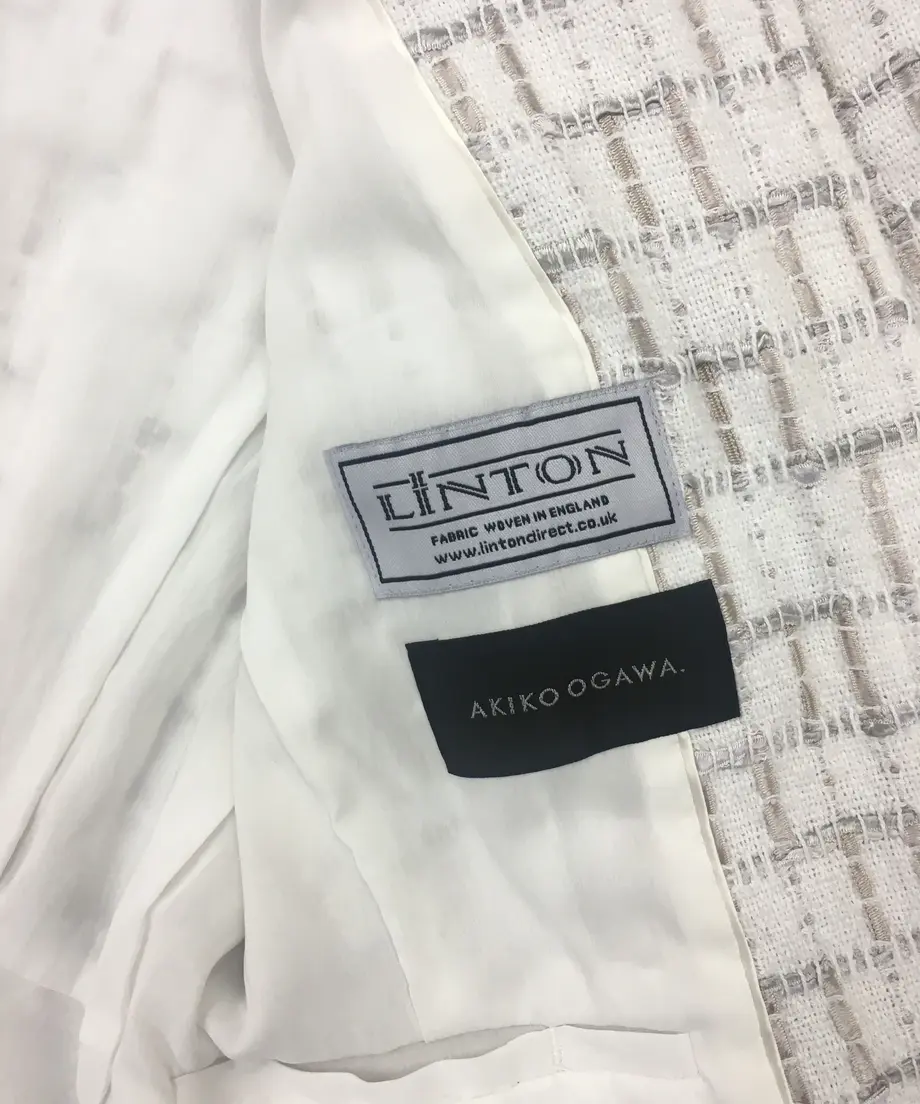 LINTON
FABRIC WOVEN IN ENGLAND
www.lintondirect.co.uk
AKIKO OGAWA.